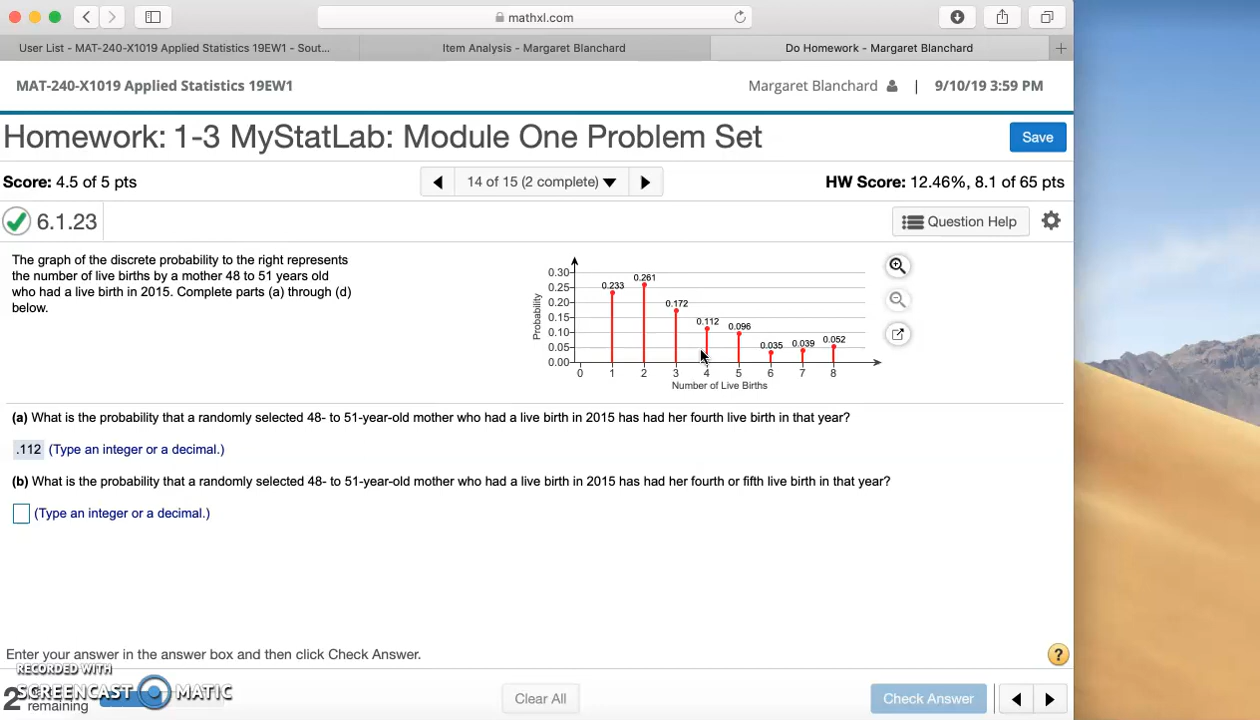 mathxl.com
User List - MAT-240-X1019 Applied Statistics 19EW1 - Sout...
Item Analysis - Margaret Blanchard
Do Homework - Margaret Blanchard
MAT-240-X1019 Applied Statistics 19EW1
Margaret Blanchard | 9/10/19 3:59 PM
Homework: 1-3 MyStatLab: Module One Problem Set
Save
Score: 4.5 of 5 pts
14 of 15 (2 complete)
HW Score: 12.46%, 8.1 of 65 pts
6.1.23
Question Help
The graph of the discrete probability to the right represents
the number of live births by a mother 48 to 51 years old
who had a live birth in 2015. Complete parts (a) through (d)
below.
Probability
0.30
0.25
0.20
0.15
0.10
0.05
0.00
0.233
0.261
0.172
0.112
0.096
0.035
0.039
0.052
0 1 2 3 4 5 6 7 8
Number of Live Births
(a) What is the probability that a randomly selected 48- to 51-year-old mother who had a live birth in 2015 has had her fourth live birth in that year?
.112 (Type an integer or a decimal.)
(b) What is the probability that a randomly selected 48- to 51-year-old mother who had a live birth in 2015 has had her fourth or fifth live birth in that year?
(Type an integer or a decimal.)
Enter your answer in the answer box and then click Check Answer.
?
RECORDED WITH
SCREENCAST MATIC
2
remaining
Clear All
Check Answer